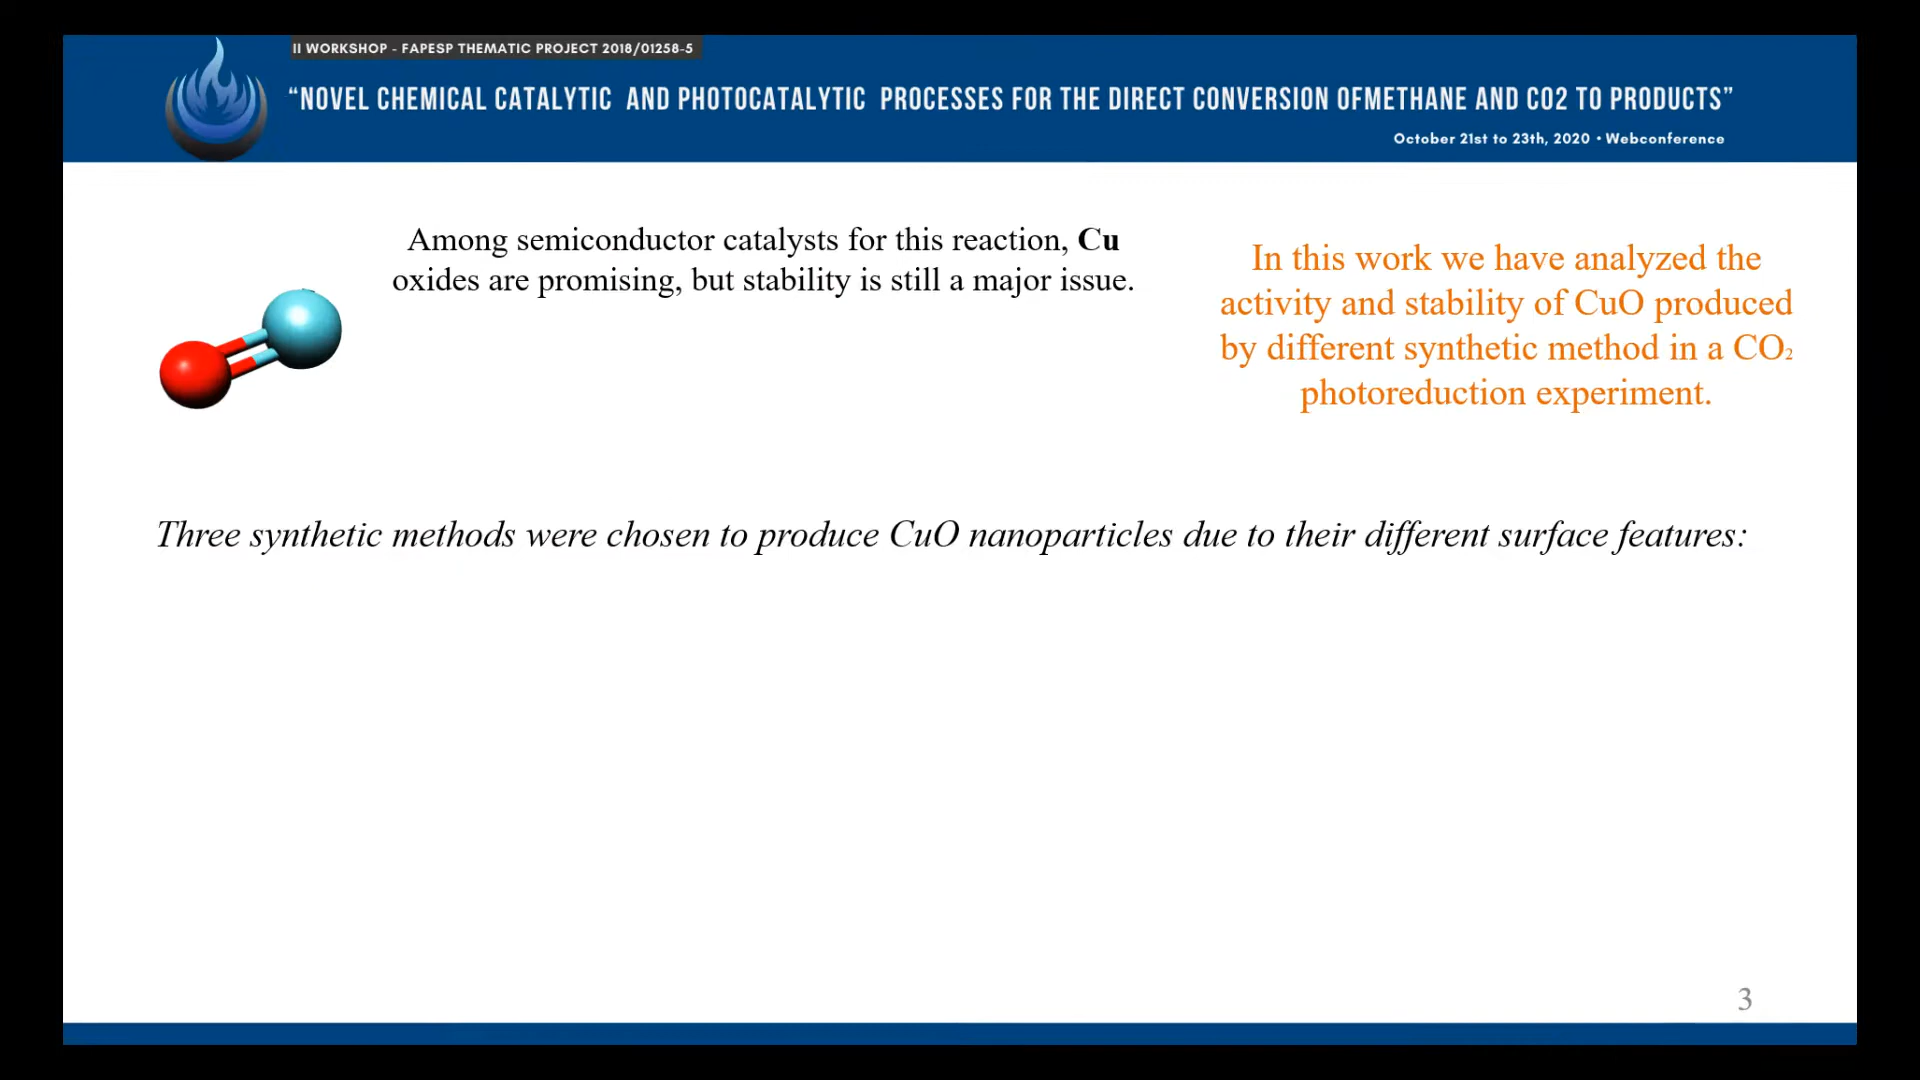 II WORKSHOP - FAPESP THEMATIC PROJECT 2018/01258-5
“NOVEL CHEMICAL CATALYTIC AND PHOTOCATALYTIC PROCESSES FOR THE DIRECT CONVERSION OFMETHANE AND CO2 TO PRODUCTS”
October 21st to 23th, 2020 • Webconference
Among semiconductor catalysts for this reaction, Cu
oxides are promising, but stability is still a major issue.
In this work we have analyzed the
activity and stability of CuO produced
by different synthetic method in a CO₂
photoreduction experiment.
Three synthetic methods were chosen to produce CuO nanoparticles due to their different surface features:
3